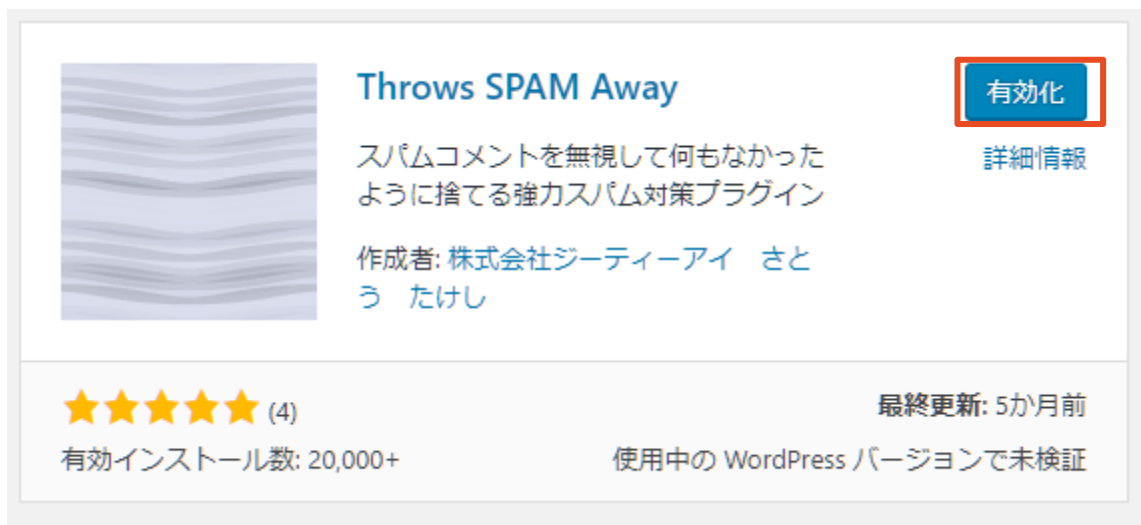 Throws SPAM Away
有効化
詳細情報
スパムコメントを無視して何もなかった
ように捨てる強力スパム対策プラグイン
作成者: 株式会社ジーティーアイ　さと
う　たけし
(4)
最終更新: 5か月前
有効インストール数: 20,000+
使用中の WordPress バージョンで未検証